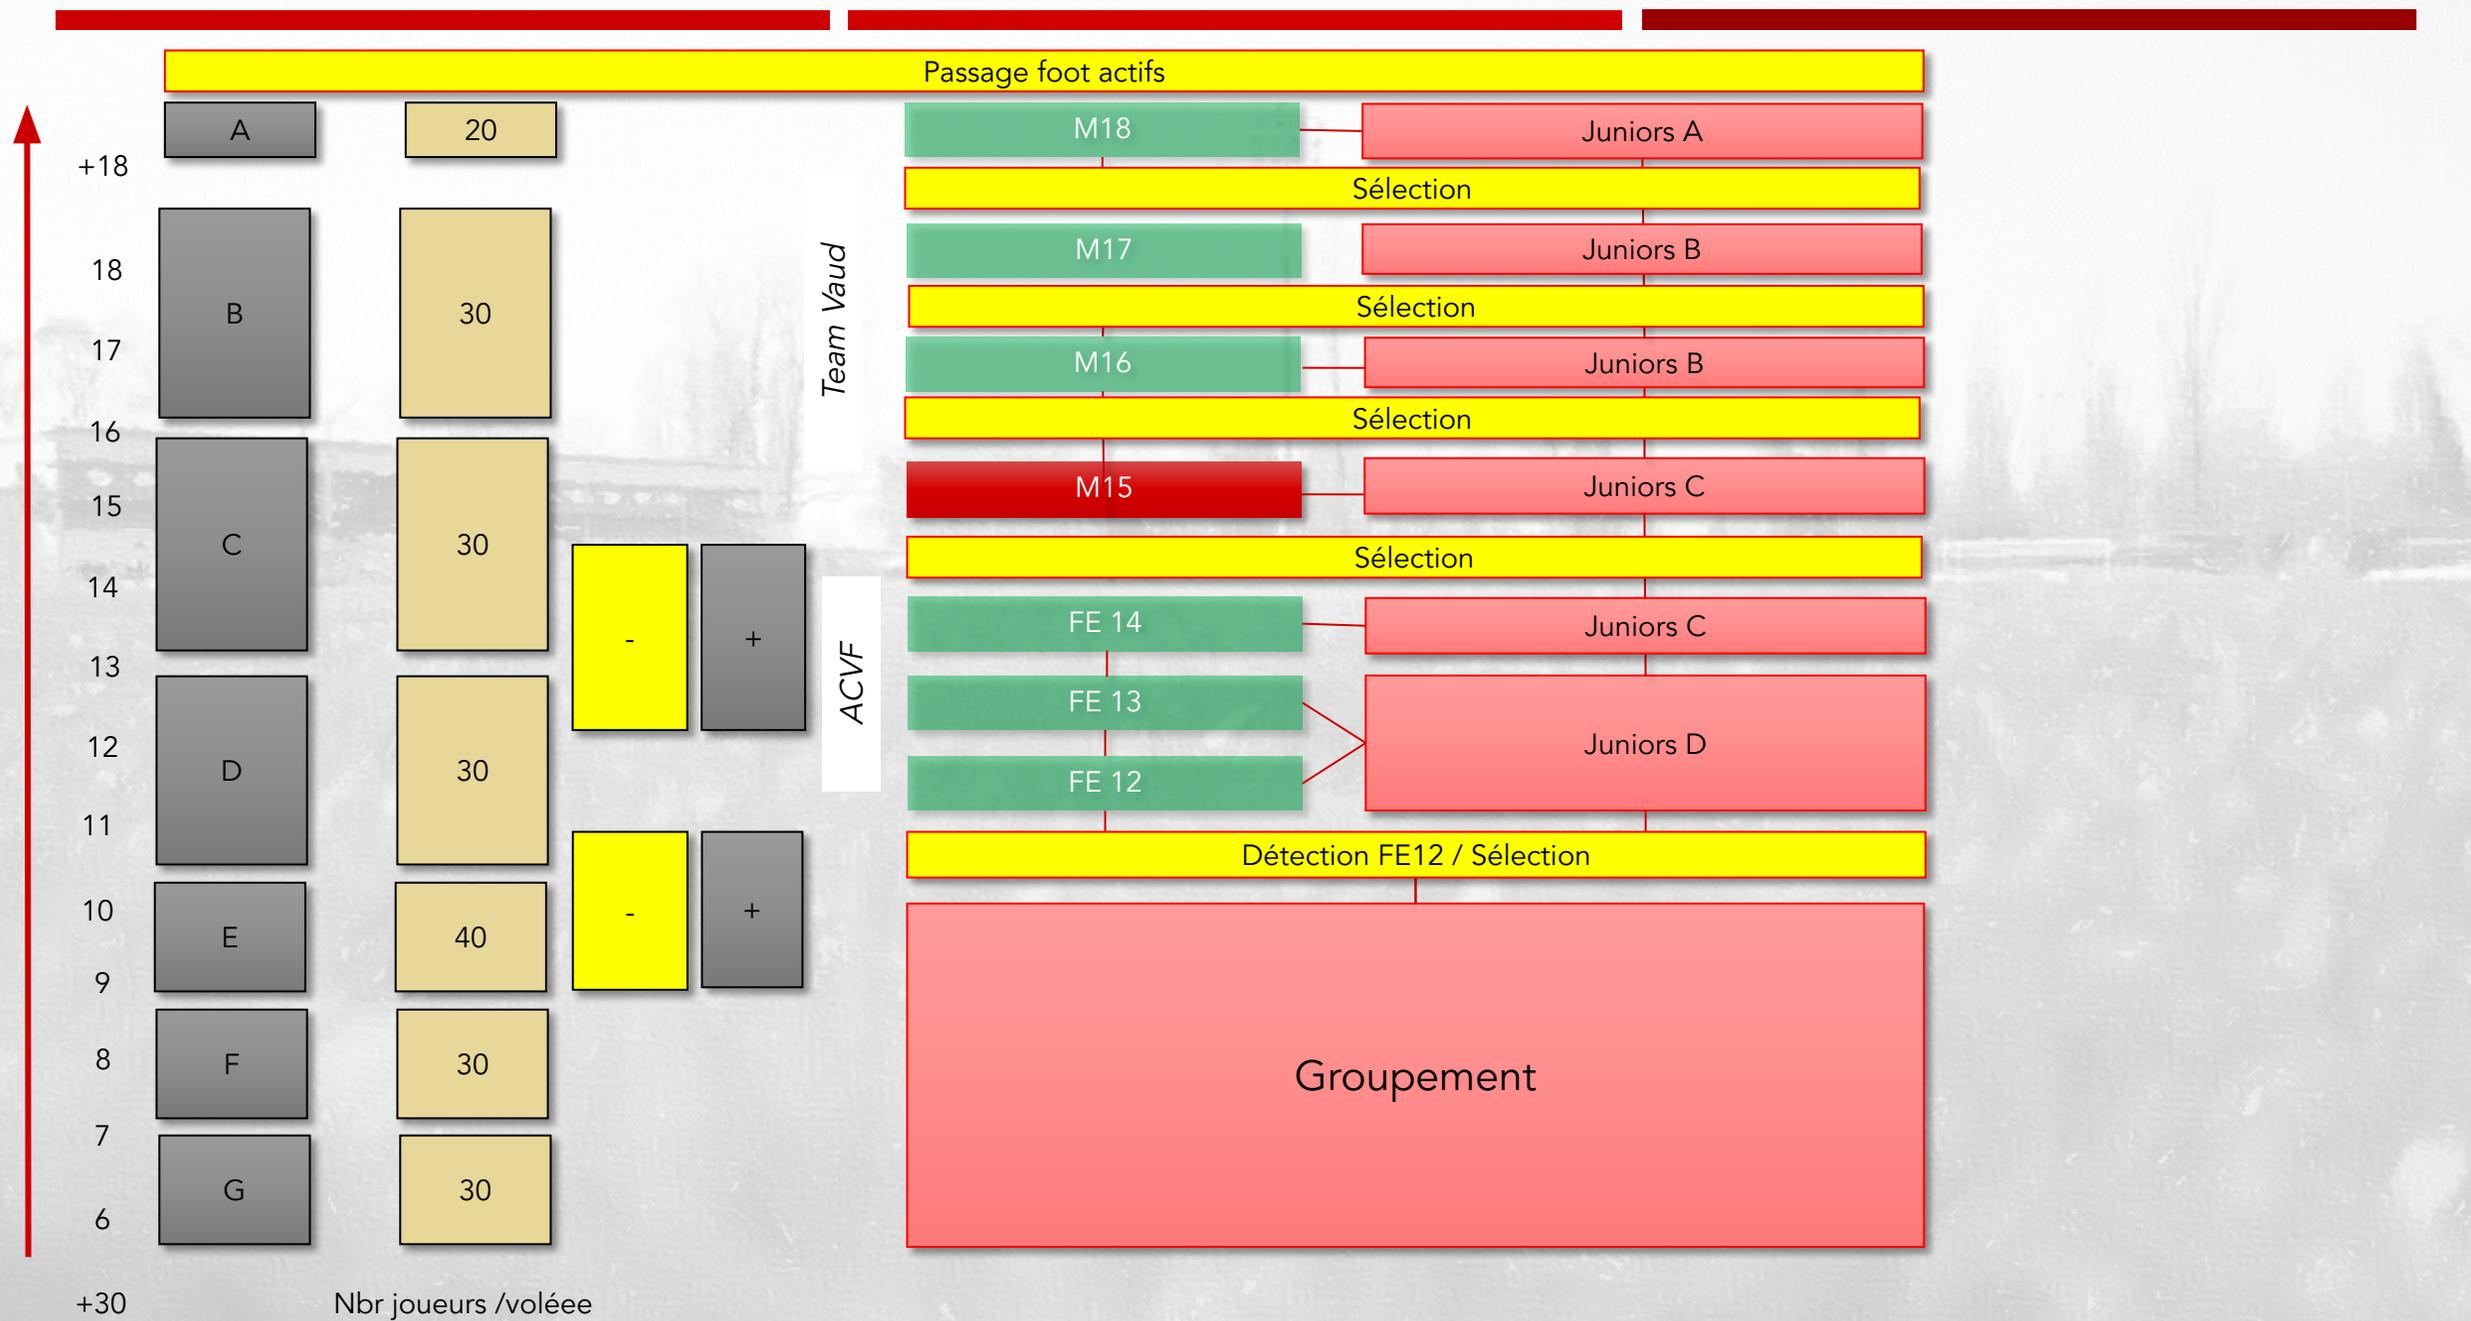 Passage foot actifs
A
20
M18
Juniors A
+18
Sélection
18
B
30
Team Vaud
M17
Juniors B
Sélection
17
M16
Juniors B
16
Sélection
15
C
30
M15
Juniors C
14
-
+
Sélection
13
ACVF
FE 14
Juniors C
12
D
30
FE 13
Juniors D
FE 12
11
Détection FE12 / Sélection
10
E
40
-
+
9
8
F
30
Groupement
7
G
30
6
+30
Nbr joueurs /voléee